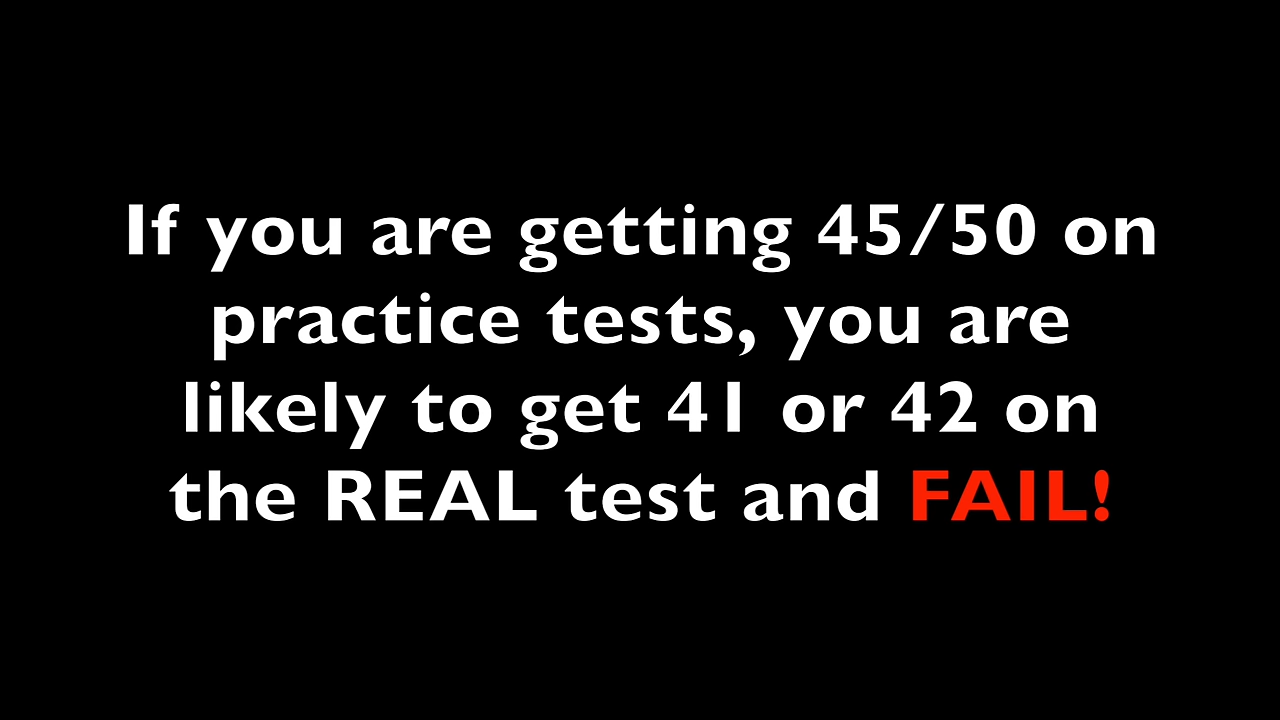 If you are getting 45/50 on
practice tests, you are
likely to get 41 or 42 on
the REAL test and FAIL!